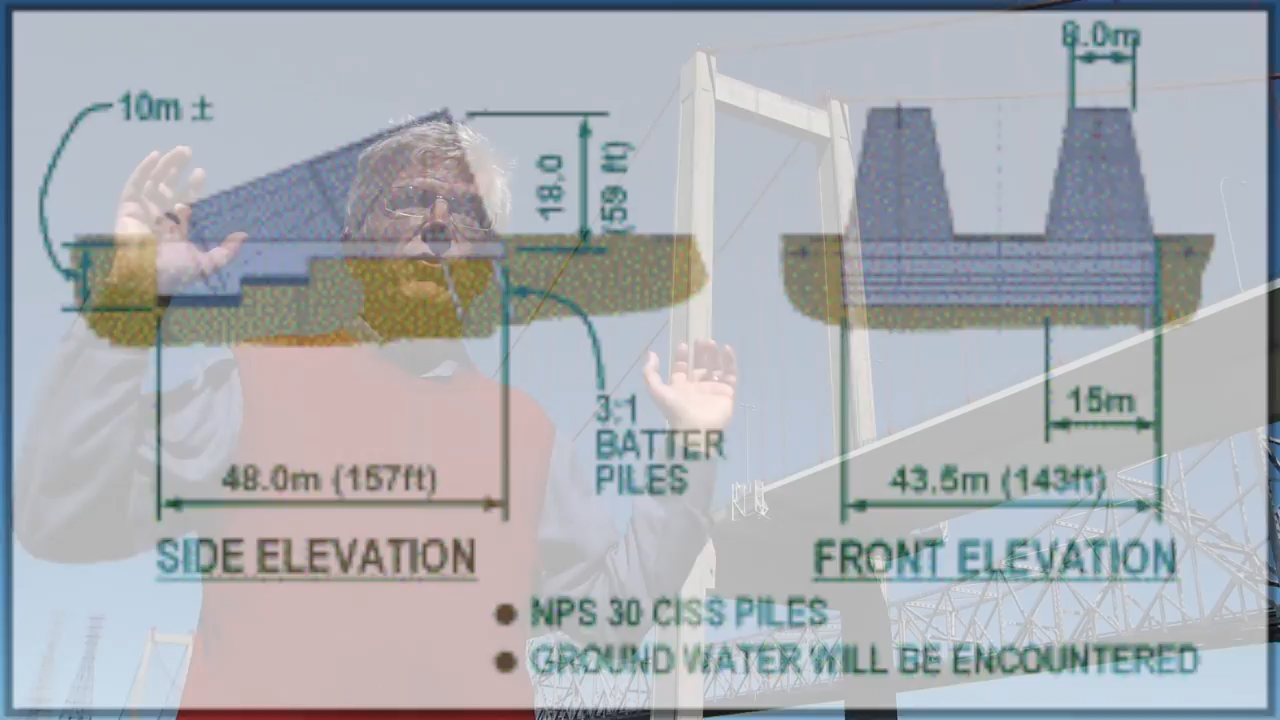 8.0m
10m ±
18.0
(59 ft)
3:1
BATTER
PILES
15m
48.0m (157ft)
43.5m (143ft)
SIDE ELEVATION
FRONT ELEVATION
NPS 30 CISS PILES
GROUND WATER WILL BE ENCOUNTERED